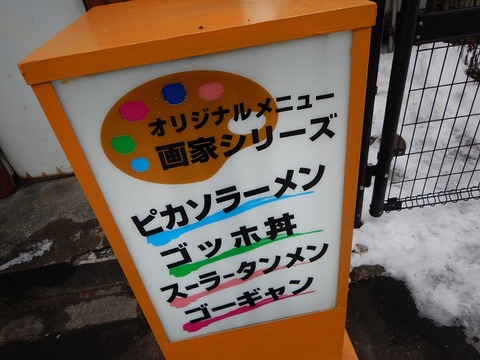 オリジナルメニュー
画家シリーズ
ピカソラーメン
ゴッホ丼
スーラータンメン
ゴーギャン